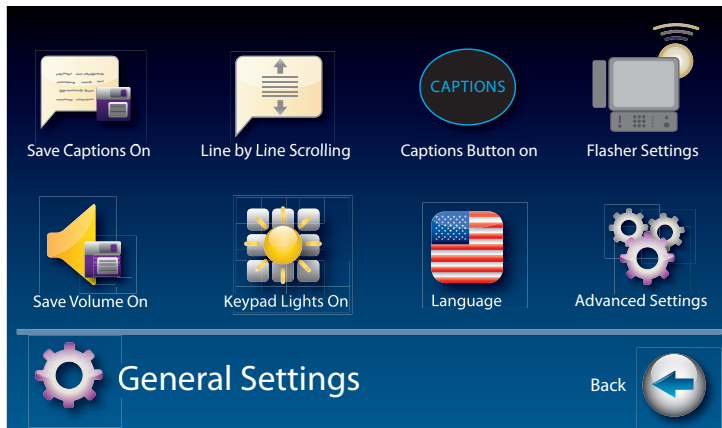 CAPTIONS
Save Captions On
Line by Line Scrolling
Captions Button on
Flasher Settings
Save Volume On
Keypad Lights On
Language
Advanced Settings
General Settings
Back